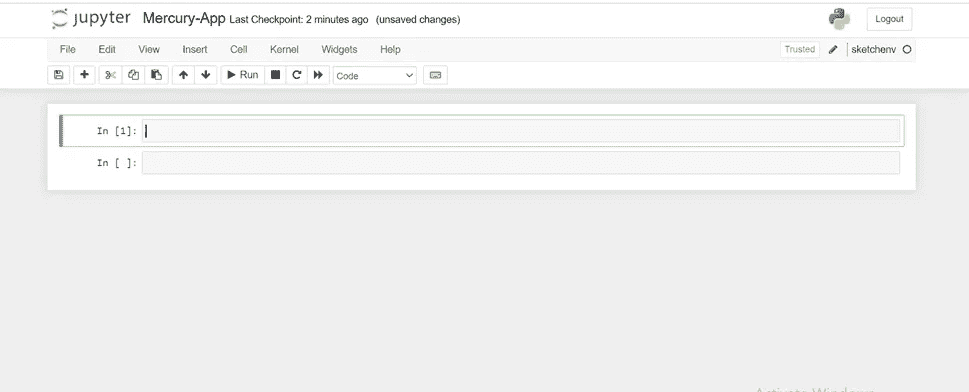 jupyter Mercury-App Last Checkpoint: 2 minutes ago (unsaved changes) Logout
File Edit View Insert Cell Kernel Widgets Help Trusted sketchenv
Run Code
In [1]:
In [ ]:
Activate Windows